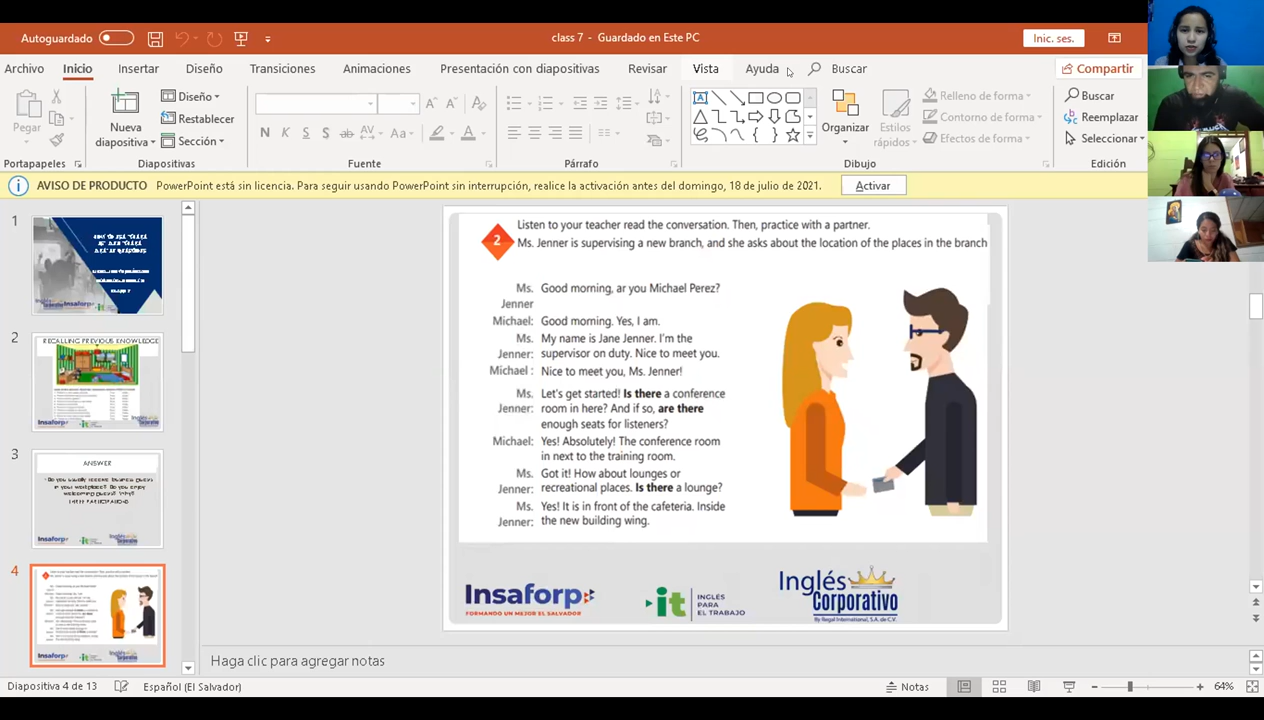 Autoguardado
class 7 - Guardado en Este PC
Inic. ses.
Archivo Inicio Insertar Diseño Transiciones Animaciones Presentación con diapositivas Revisar Vista Ayuda Buscar Compartir
Pegar
Nueva diapositiva
Diseño
Restablecer
Sección
N K S S ab AV Aa A
Organizar
Estilos rápidos
Relleno de forma
Contorno de forma
Efectos de forma
Buscar
Reemplazar
Seleccionar
Portapapeles Diapositivas Fuente Párrafo Dibujo Edición
AVISO DE PRODUCTO PowerPoint está sin licencia. Para seguir usando PowerPoint sin interrupción, realice la activación antes del domingo, 18 de julio de 2021. Activar
1
2
RECALLING PREVIOUS KNOWLEDGE
3
ANSWER
4
2
Listen to your teacher read the conversation. Then, practice with a partner.
Ms. Jenner is supervising a new branch, and she asks about the location of the places in the branch
Ms. Good morning, ar you Michael Perez?
Jenner
Michael: Good morning. Yes, I am.
Ms. My name is Jane Jenner. I'm the
Jenner: supervisor on duty. Nice to meet you.
Michael : Nice to meet you, Ms. Jenner!
Ms. Let's get started! Is there a conference
Jenner: room in here? And if so, are there
enough seats for listeners?
Michael: Yes! Absolutely! The conference room
in next to the training room.
Ms. Got it! How about lounges or
Jenner: recreational places. Is there a lounge?
Ms. Yes! It is in front of the cafeteria. Inside
Jenner: the new building wing.
Insaforp
FORMANDO UN MEJOR EL SALVADOR
it INGLÉS PARA EL TRABAJO
Inglés Corporativo
By Regal International, S.A. de C.V.
Haga clic para agregar notas
Diapositiva 4 de 13 Español (El Salvador) Notas 64%